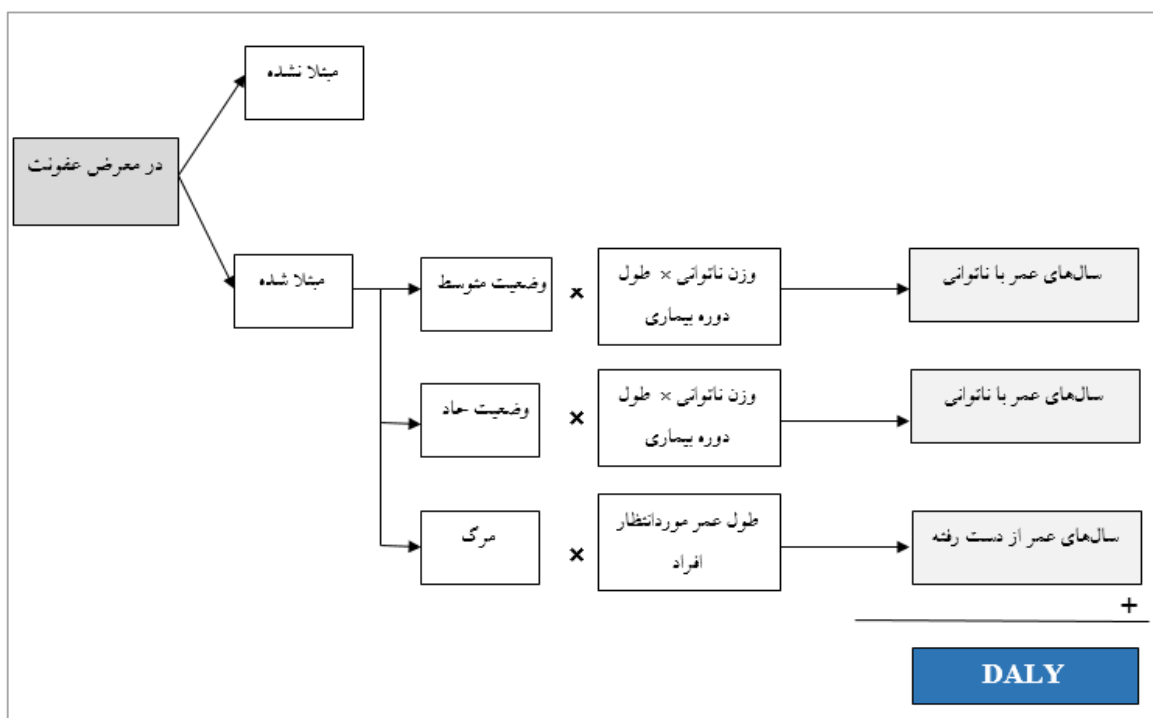 مبتلا نشده
در معرض عفونت
مبتلا شده
وضعیت متوسط
×
وزن ناتوانی × طول
دوره بیماری
سال‌های عمر با ناتوانی
وضعیت حاد
×
وزن ناتوانی × طول
دوره بیماری
سال‌های عمر با ناتوانی
مرگ
×
طول عمر موردانتظار
افراد
سال‌های عمر از دست رفته
+
DALY